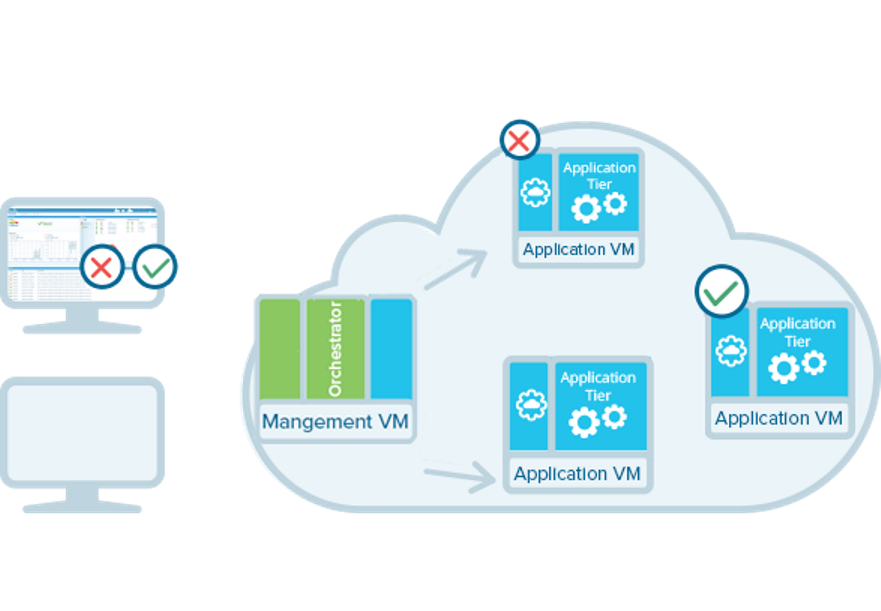 Application
Tier
Application VM
Orchestrator
Mangement VM
Application
Tier
Application VM
Application
Tier
Application VM